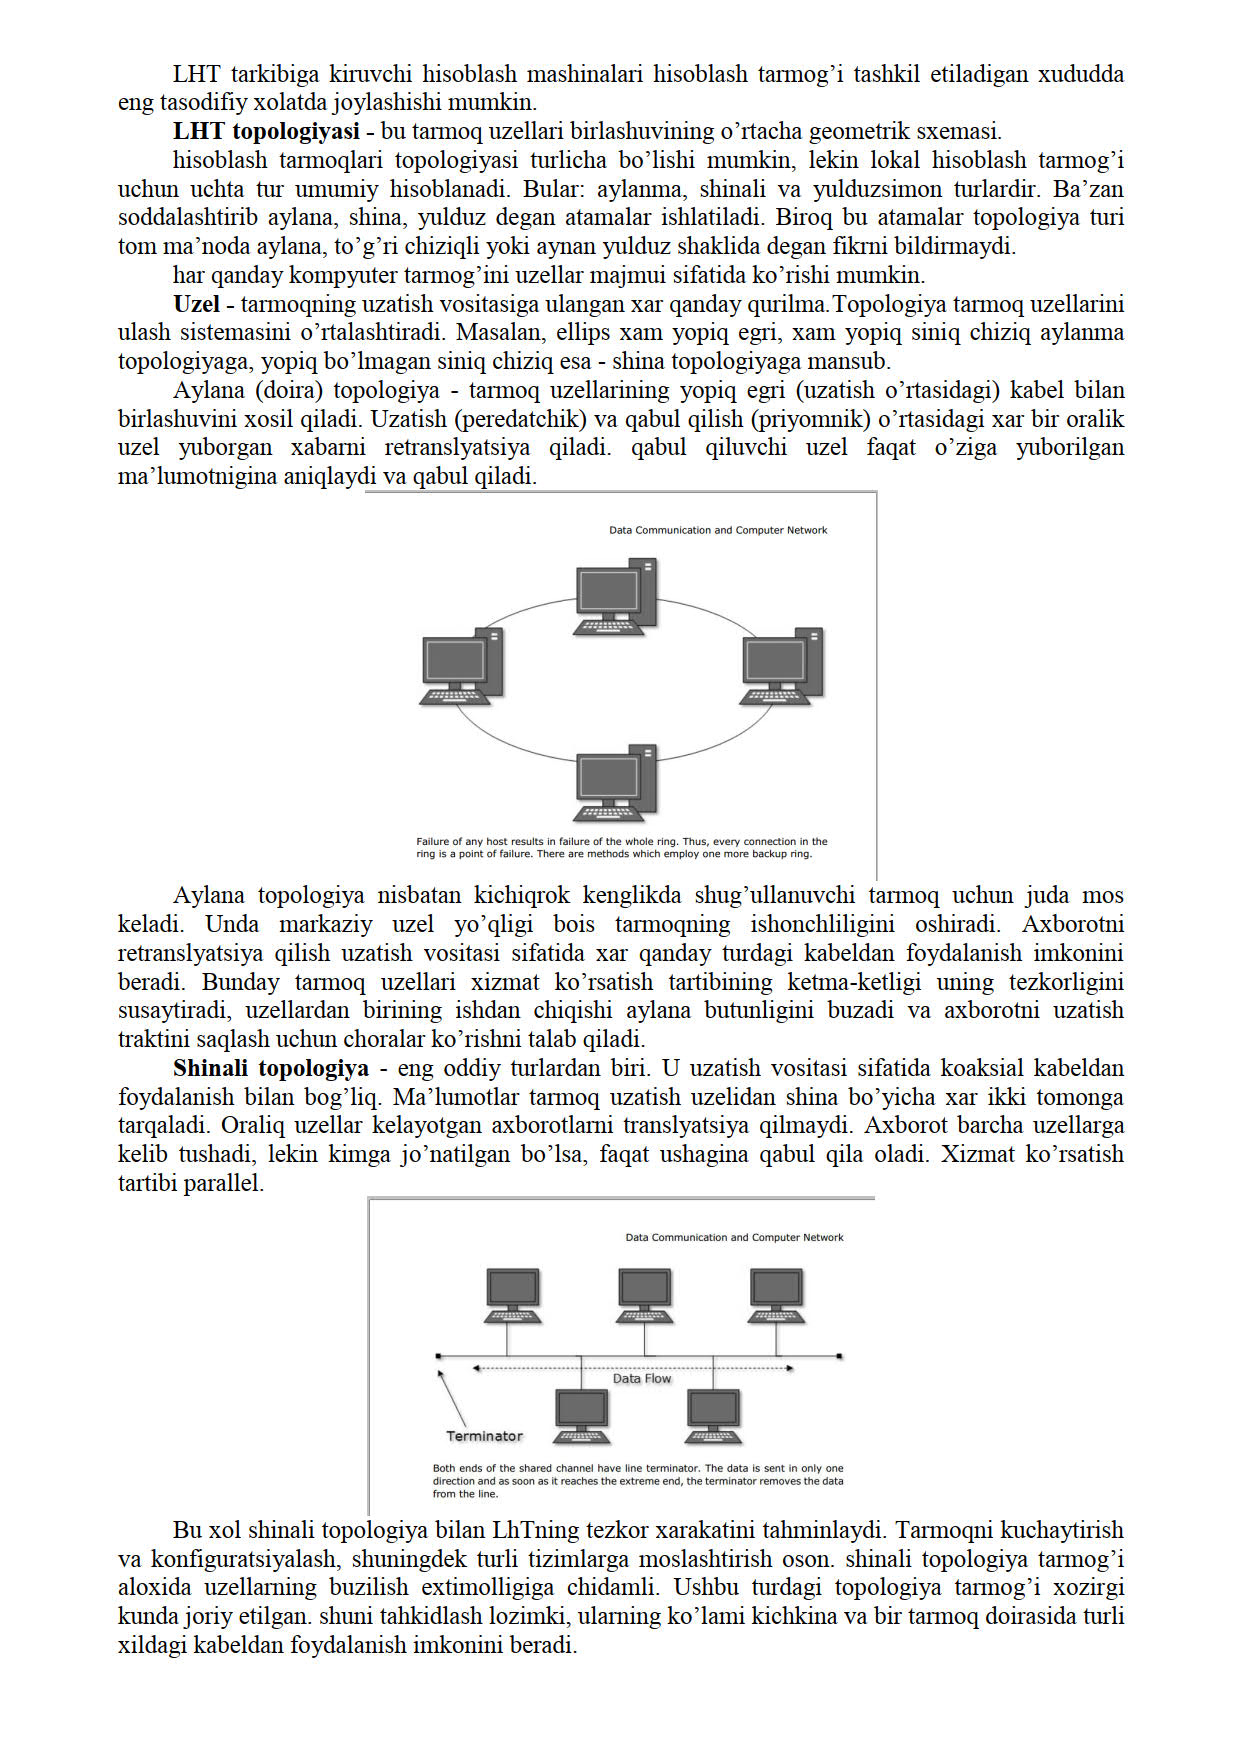 LHT tarkibiga kiruvchi hisoblash mashinalari hisoblash tarmog’i tashkil etiladigan xududda
eng tasodifiy xolatda joylashishi mumkin.
LHT topologiyasi - bu tarmoq uzellari birlashuvining o’rtacha geometrik sxemasi.
hisoblash tarmoqlari topologiyasi turlicha bo’lishi mumkin, lekin lokal hisoblash tarmog’i
uchun uchta tur umumiy hisoblanadi. Bular: aylanma, shinali va yulduzsimon turlardir. Ba’zan
soddalashtirib aylana, shina, yulduz degan atamalar ishlatiladi. Biroq bu atamalar topologiya turi
tom ma’noda aylana, to’g’ri chiziqli yoki aynan yulduz shaklida degan fikrni bildirmaydi.
har qanday kompyuter tarmog’ini uzellar majmui sifatida ko’rishi mumkin.
Uzel - tarmoqning uzatish vositasiga ulangan xar qanday qurilma.Topologiya tarmoq uzellarini
ulash sistemasini o’rtalashtiradi. Masalan, ellips xam yopiq egri, xam yopiq siniq chiziq aylanma
topologiyaga, yopiq bo’lmagan siniq chiziq esa - shina topologiyaga mansub.
Aylana (doira) topologiya - tarmoq uzellarining yopiq egri (uzatish o’rtasidagi) kabel bilan
birlashuvini xosil qiladi. Uzatish (peredatchik) va qabul qilish (priyomnik) o’rtasidagi xar bir oralik
uzel yuborgan xabarni retranslyatsiya qiladi. qabul qiluvchi uzel faqat o’ziga yuborilgan
ma’lumotnigina aniqlaydi va qabul qiladi.
Data Communication and Computer Network
Failure of any host results in failure of the whole ring. Thus, every connection in the
ring is a point of failure. There are methods which employ one more backup ring.
Aylana topologiya nisbatan kichiqrok kenglikda shug’ullanuvchi tarmoq uchun juda mos
keladi. Unda markaziy uzel yo’qligi bois tarmoqning ishonchliligini oshiradi. Axborotni
retranslyatsiya qilish uzatish vositasi sifatida xar qanday turdagi kabeldan foydalanish imkonini
beradi. Bunday tarmoq uzellari xizmat ko’rsatish tartibining ketma-ketligi uning tezkorligini
susaytiradi, uzellardan birining ishdan chiqishi aylana butunligini buzadi va axborotni uzatish
traktini saqlash uchun choralar ko’rishni talab qiladi.
Shinali topologiya - eng oddiy turlardan biri. U uzatish vositasi sifatida koaksial kabeldan
foydalanish bilan bog’liq. Ma’lumotlar tarmoq uzatish uzelidan shina bo’yicha xar ikki tomonga
tarqaladi. Oraliq uzellar kelayotgan axborotlarni translyatsiya qilmaydi. Axborot barcha uzellarga
kelib tushadi, lekin kimga jo’natilgan bo’lsa, faqat ushagina qabul qila oladi. Xizmat ko’rsatish
tartibi parallel.
Data Communication and Computer Network
Data Flow
Terminator
Both ends of the shared channel have line terminator. The data is sent in only one
direction and as soon as it reaches the extreme end, the terminator removes the data
from the line.
Bu xol shinali topologiya bilan LhTning tezkor xarakatini tahminlaydi. Tarmoqni kuchaytirish
va konfiguratsiyalash, shuningdek turli tizimlarga moslashtirish oson. shinali topologiya tarmog’i
aloxida uzellarning buzilish extimolligiga chidamli. Ushbu turdagi topologiya tarmog’i xozirgi
kunda joriy etilgan. shuni tahkidlash lozimki, ularning ko’lami kichkina va bir tarmoq doirasida turli
xildagi kabeldan foydalanish imkonini beradi.